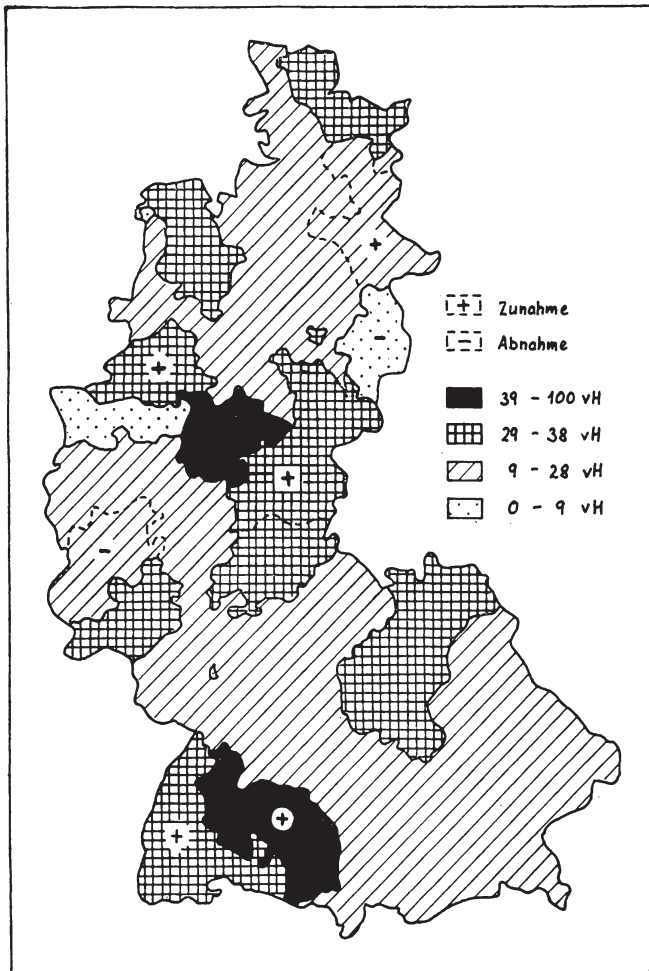 + Zunahme
- Abnahme
39 - 100 vH
29 - 38 vH
9 - 28 vH
0 - 9 vH
+
-
+
+
-
+
+